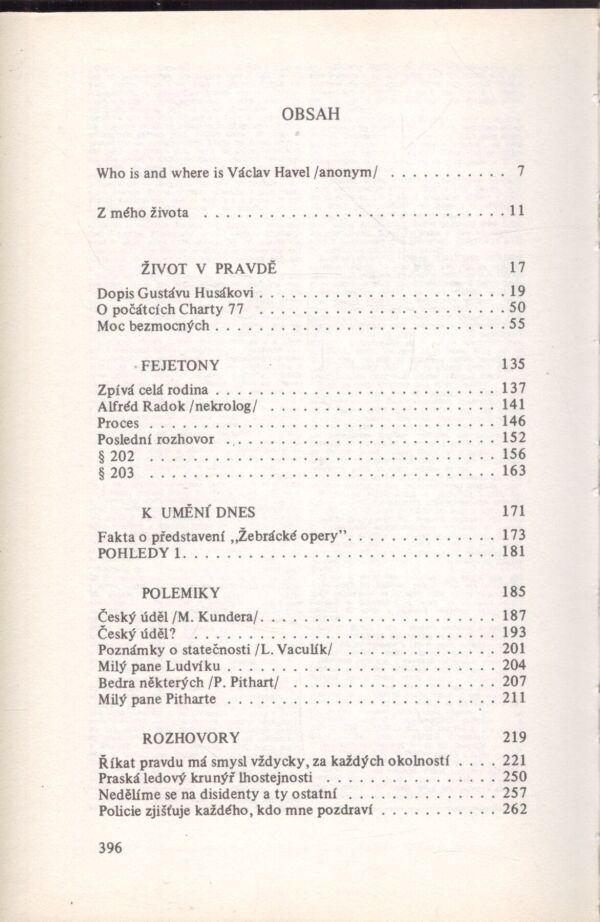 OBSAH
Who is and where is Václav Havel /anonym/ . . . . . . . . . . . 7
Z mého života . . . . . . . . . . . . . . . . . . . . . . . . . . . . 11
ŽIVOT V PRAVDĚ 17
Dopis Gustávu Husákovi . . . . . . . . . . . . . . . . . . . . . . . . 19
O počátcích Charty 77 . . . . . . . . . . . . . . . . . . . . . . . . 50
Moc bezmocných . . . . . . . . . . . . . . . . . . . . . . . . . . . . 55
FEJETONY 135
Zpívá celá rodina . . . . . . . . . . . . . . . . . . . . . . . . . . . 137
Alfréd Radok /nekrolog/ . . . . . . . . . . . . . . . . . . . . . . 141
Proces . . . . . . . . . . . . . . . . . . . . . . . . . . . . . . . . . 146
Poslední rozhovor . . . . . . . . . . . . . . . . . . . . . . . . . . 152
§ 202 . . . . . . . . . . . . . . . . . . . . . . . . . . . . . . . . . 156
§ 203 . . . . . . . . . . . . . . . . . . . . . . . . . . . . . . . . . 163
K UMĚNÍ DNES 171
Fakta o představení „Žebrácké opery”. . . . . . . . . . . . . . 173
POHLEDY 1. . . . . . . . . . . . . . . . . . . . . . . . . . . . . . 181
POLEMIKY 185
Český úděl /M. Kundera/. . . . . . . . . . . . . . . . . . . . . . . 187
Český úděl? . . . . . . . . . . . . . . . . . . . . . . . . . . . . . 193
Poznámky o statečnosti /L. Vaculík/ . . . . . . . . . . . . . . . 201
Milý pane Ludvíku . . . . . . . . . . . . . . . . . . . . . . . . . . 204
Bedra některých /P. Pithart/ . . . . . . . . . . . . . . . . . . . . 207
Milý pane Pitharte . . . . . . . . . . . . . . . . . . . . . . . . . . 211
ROZHOVORY 219
Říkat pravdu má smysl vždycky, za každých okolností . . . . 221
Praská ledový krunýř lhostejnosti . . . . . . . . . . . . . . . . . 250
Nedělíme se na disidenty a ty ostatní . . . . . . . . . . . . . . . 257
Policie zjišťuje každého, kdo mne pozdraví . . . . . . . . . . . 262
396